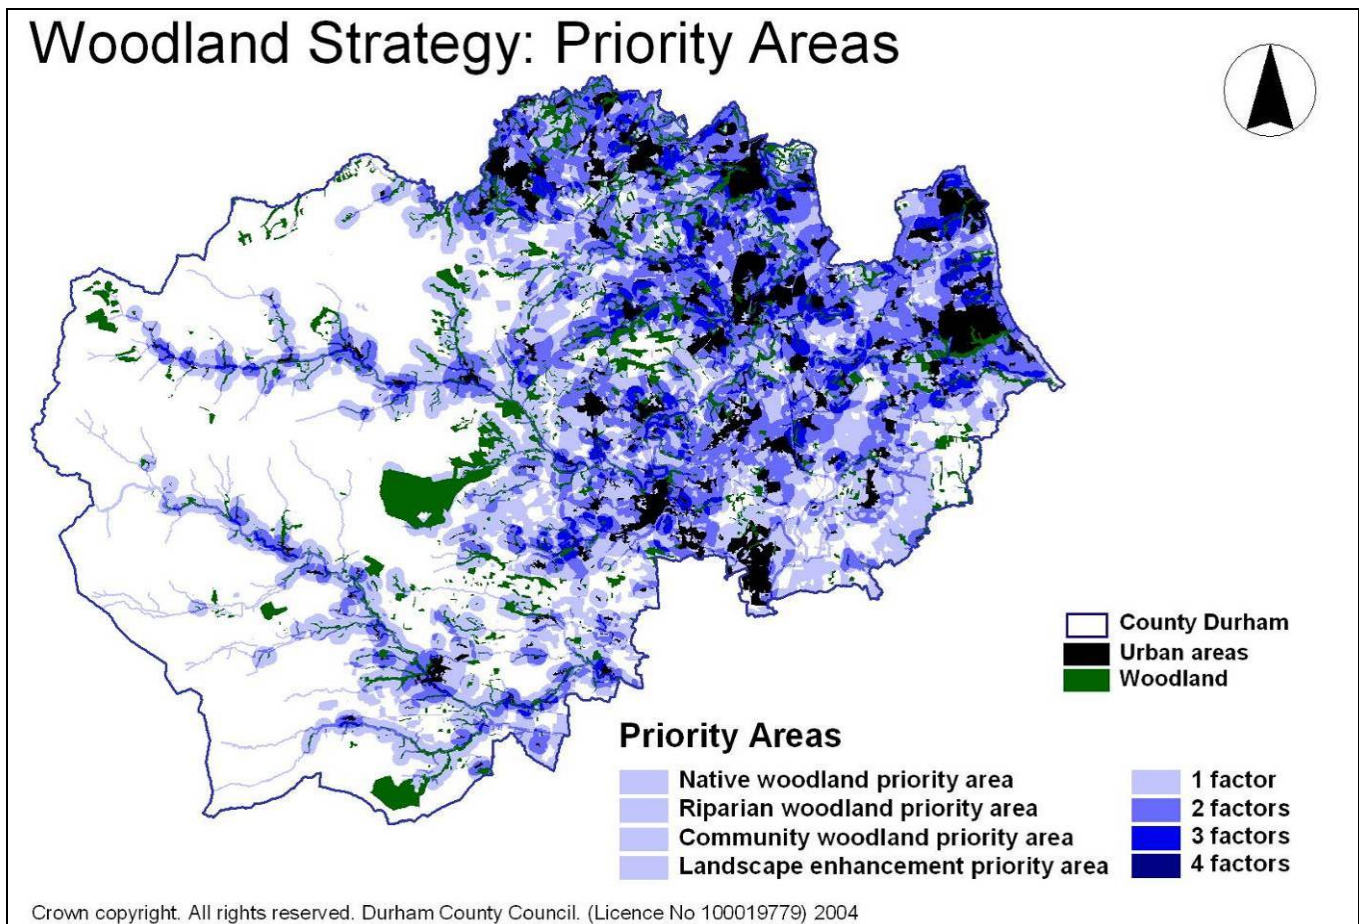 Woodland Strategy: Priority Areas
County Durham
Urban areas
Woodland
Priority Areas
Native woodland priority area
Riparian woodland priority area
Community woodland priority area
Landscape enhancement priority area
1 factor
2 factors
3 factors
4 factors
Crown copyright. All rights reserved. Durham County Council. (Licence No 100019779) 2004